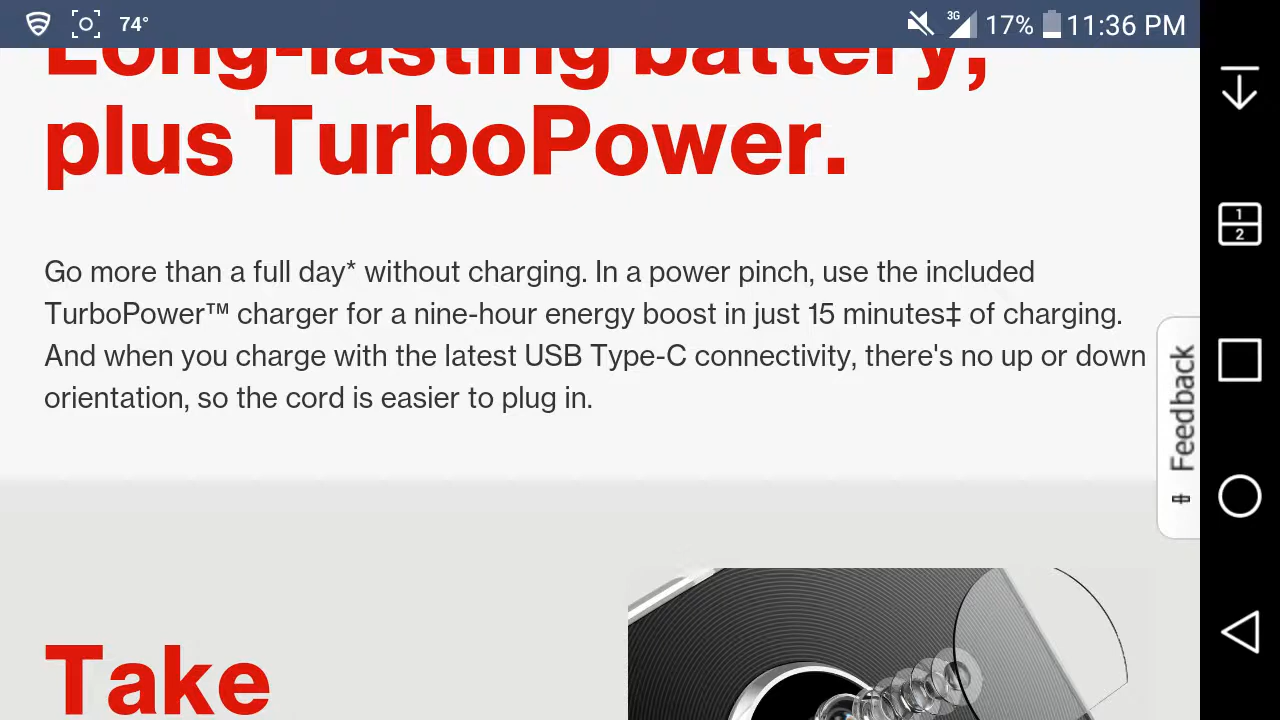 74°
3G
17%
11:36 PM
Long-lasting battery,
plus TurboPower.
1
2
Go more than a full day* without charging. In a power pinch, use the included
TurboPower™ charger for a nine-hour energy boost in just 15 minutes‡ of charging.
And when you charge with the latest USB Type-C connectivity, there's no up or down
orientation, so the cord is easier to plug in.
Feedback
Take